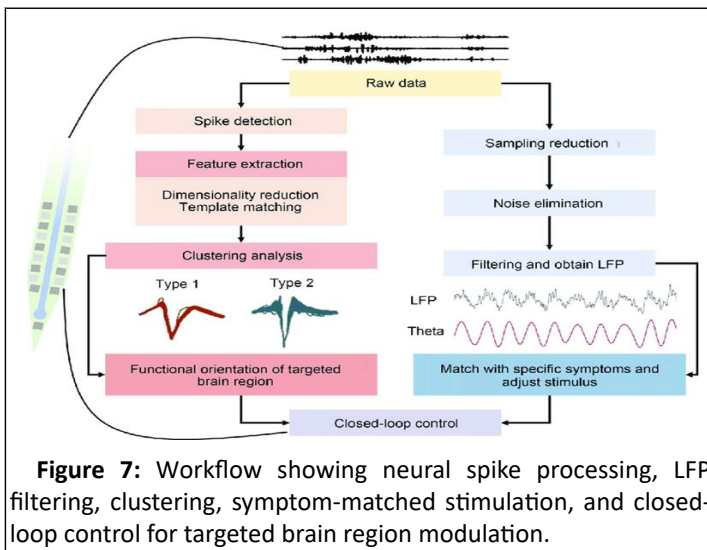 Raw data
Spike detection
Feature extraction
Dimensionality reduction
Template matching
Clustering analysis
Type 1
Type 2
Functional orientation of targeted
brain region
Sampling reduction
Noise elimination
Filtering and obtain LFP
LFP
Theta
Match with specific symptoms and
adjust stimulus
Closed-loop control
Figure 7: Workflow showing neural spike processing, LFP
filtering, clustering, symptom-matched stimulation, and closed-
loop control for targeted brain region modulation.